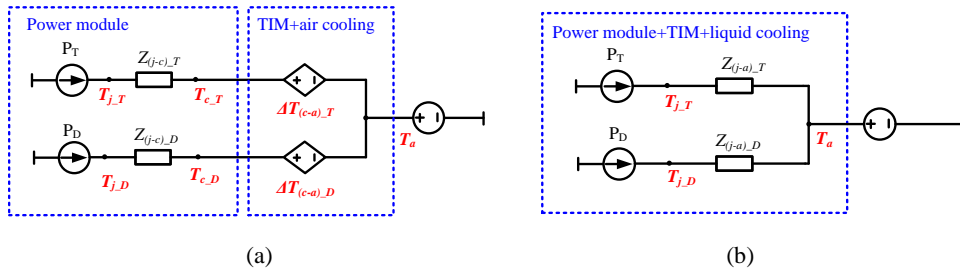 Power module
TIM+air cooling
P_T
Z_(j-c)_T
+
T_j_T
T_c_T
ΔT_(c-a)_T
+
P_D
Z_(j-c)_D
T_a
+
T_j_D
T_c_D
ΔT_(c-a)_D
(a)
Power module+TIM+liquid cooling
P_T
Z_(j-a)_T
T_j_T
+
P_D
Z_(j-a)_D
T_a
T_j_D
(b)